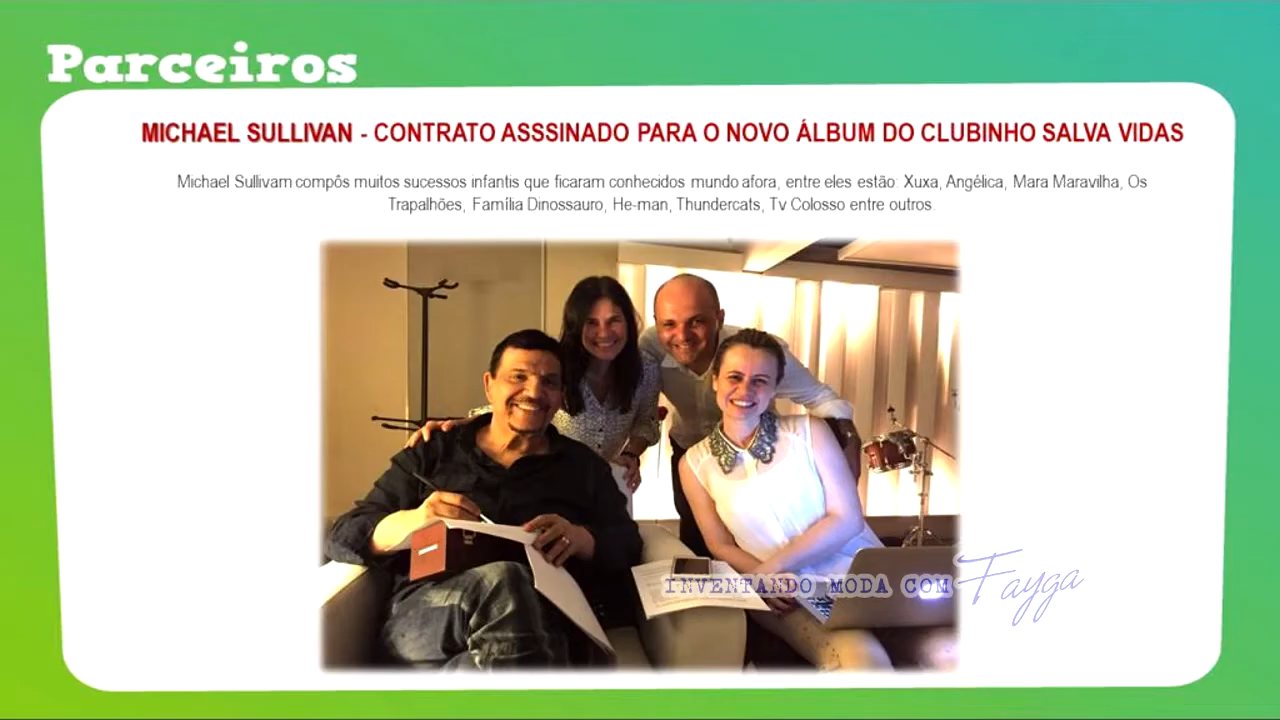 Parceiros
MICHAEL SULLIVAN - CONTRATO ASSSINADO PARA O NOVO ÁLBUM DO CLUBINHO SALVA VIDAS
Michael Sullivam compôs muitos sucessos infantis que ficaram conhecidos mundo afora, entre eles estão: Xuxa, Angélica, Mara Maravilha, Os
Trapalhões, Família Dinossauro, He-man, Thundercats, Tv Colosso entre outros.
INVENTANDO MODA COM Fayga